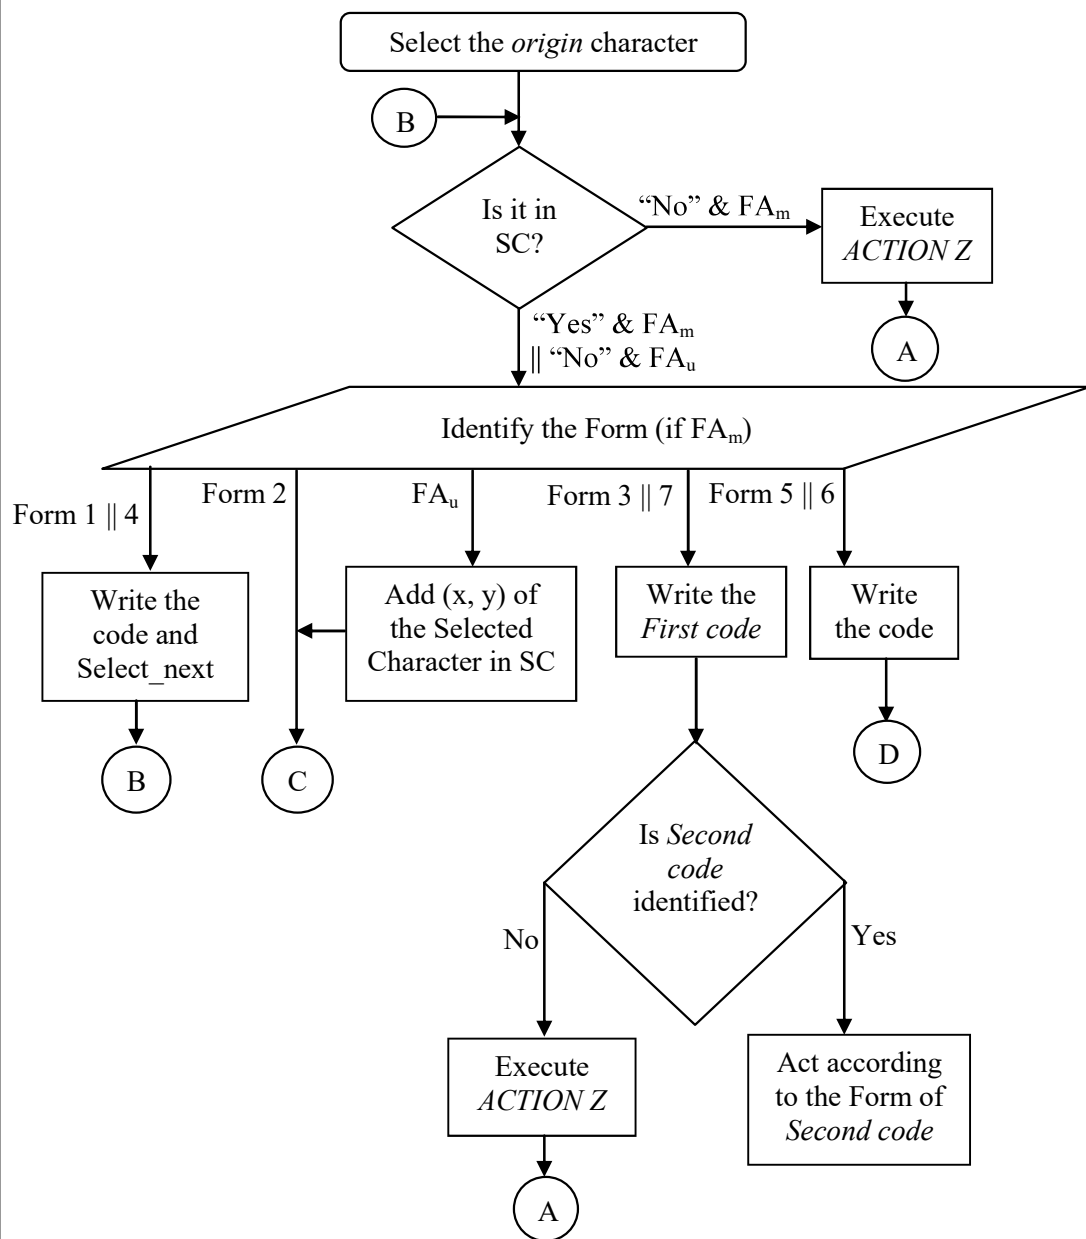 Select the origin character
B
Is it in
SC?
“No” & FAm
Execute
ACTION Z
A
“Yes” & FAm
|| “No” & FAu
Identify the Form (if FAm)
Form 1 || 4
Form 2
FAu
Form 3 || 7
Form 5 || 6
Write the
code and
Select_next
Add (x, y) of
the Selected
Character in SC
Write the
First code
Write
the code
B
C
D
Is Second
code
identified?
No
Yes
Execute
ACTION Z
Act according
to the Form of
Second code
A